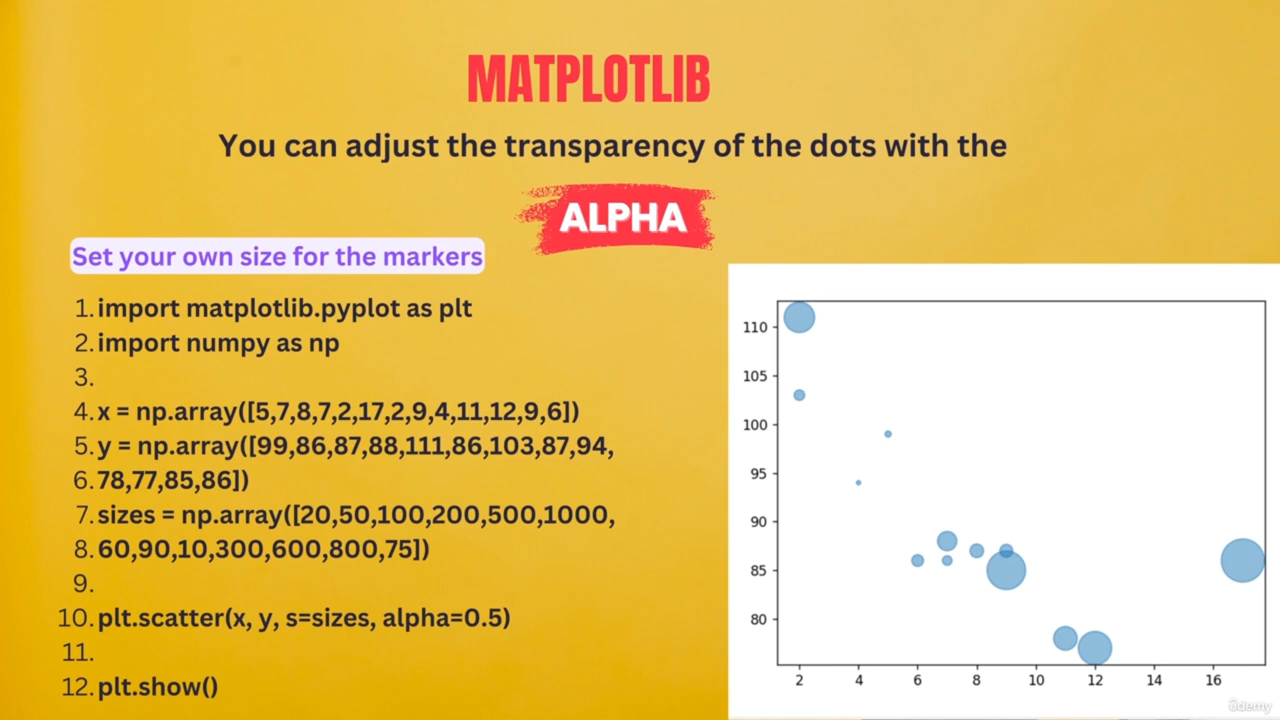 MATPLOTLIB
You can adjust the transparency of the dots with the
ALPHA
Set your own size for the markers
1. import matplotlib.pyplot as plt
2. import numpy as np
3.
4. x = np.array([5,7,8,7,2,17,2,9,4,11,12,9,6])
5. y = np.array([99,86,87,88,111,86,103,87,94,
6. 78,77,85,86])
7. sizes = np.array([20,50,100,200,500,1000,
8. 60,90,10,300,600,800,75])
9.
10. plt.scatter(x, y, s=sizes, alpha=0.5)
11.
12. plt.show()
110
105
100
95
90
85
80
2 4 6 8 10 12 14 16
ûdemy